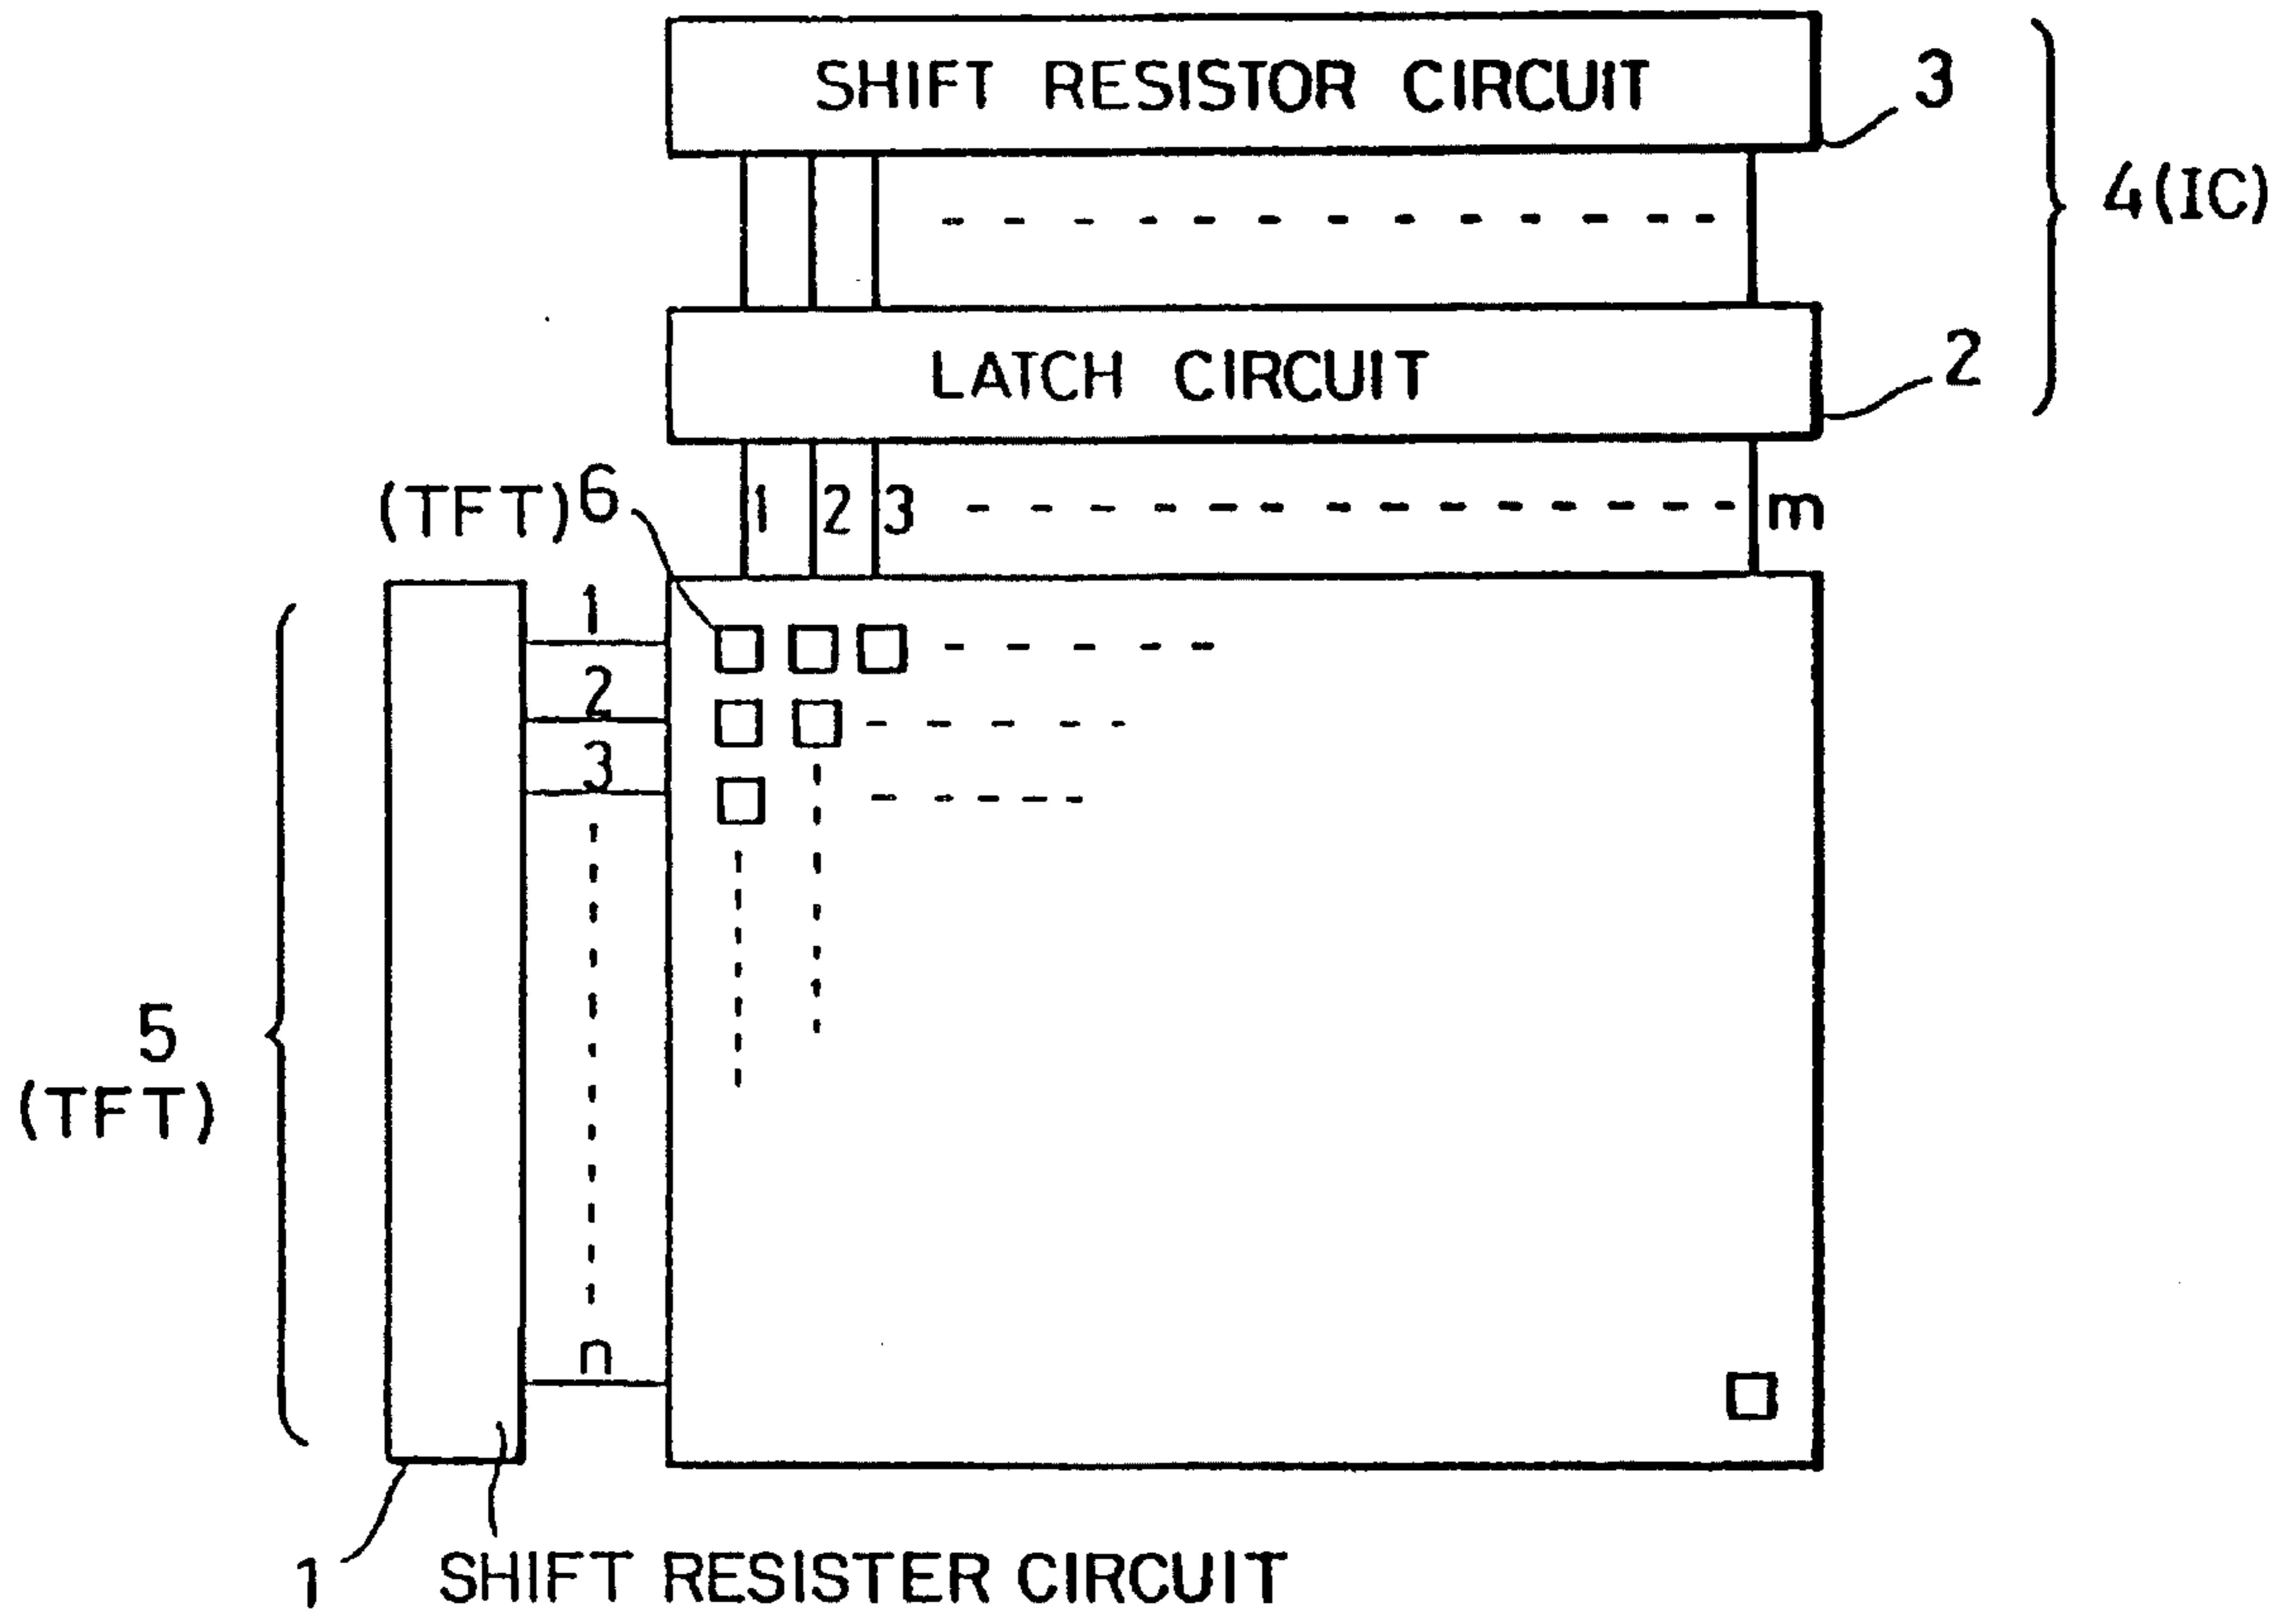 SHIFT RESISTOR CIRCUIT
3
4(IC)
LATCH CIRCUIT
2
(TFT)6
1 2 3 m
1
2
3
n
5
(TFT)
1
SHIFT RESISTER CIRCUIT